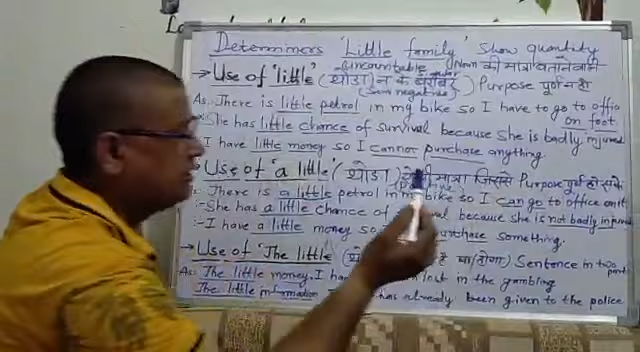 Determiners 'Little family' Show quantity
Uncountable Noun की मात्रा बताने वाले
→ Use of 'little' (थोड़ा) न के बराबर Purpose पूर्ण न हो
(Semi negative)
As. There is little petrol in my bike so I have to go to office on foot
She has little chance of survival because she is badly injured
I have little money so I cannot purchase anything.
Use of 'a little' (थोड़ा) मात्रा जिससे Purpose पूर्ण हो सके
There is a little petrol in my bike so I can go to office
:- She has a little chance of because she is not badly injured
:- I have a little money so something.
→ Use of 'The little Sentence in two
As: The little money, I lost in the gambling
The little information has already been given to the police